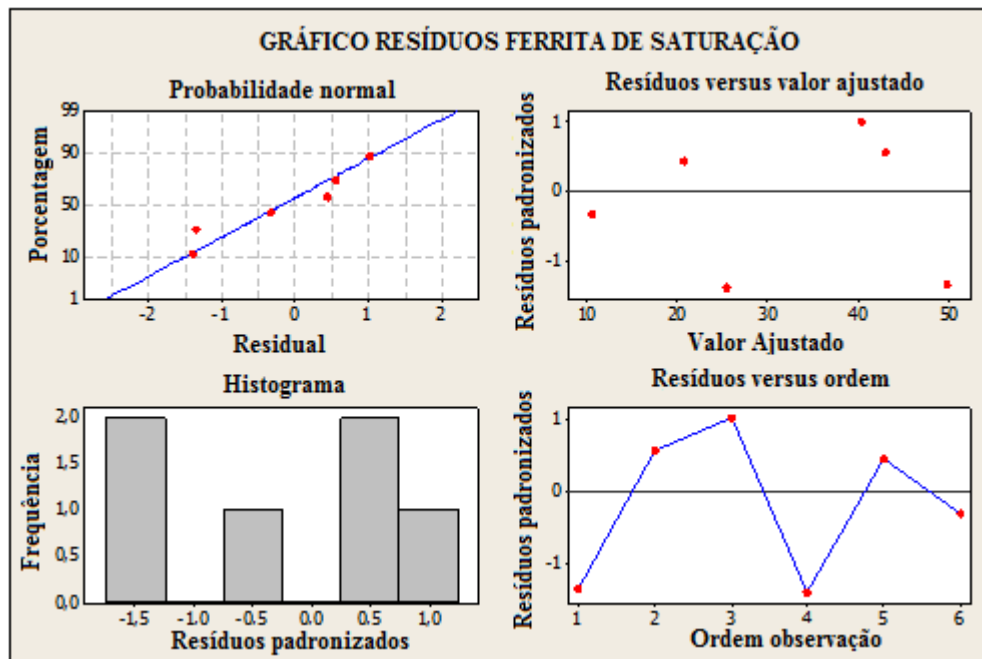 GRÁFICO RESÍDUOS FERRITA DE SATURAÇÃO
Probabilidade normal
Porcentagem
99
90
50
10
1
-2 -1 0 1 2
Residual
Resíduos versus valor ajustado
Resíduos padronizados
1
0
-1
10 20 30 40 50
Valor Ajustado
Histograma
Frequência
2,0
1,5
1,0
0,5
0,0
-1,5 -1.0 -0.5 0.0 0.5 1,0
Resíduos padronizados
Resíduos versus ordem
Resíduos padronizados
1
0
-1
1 2 3 4 5 6
Ordem observação